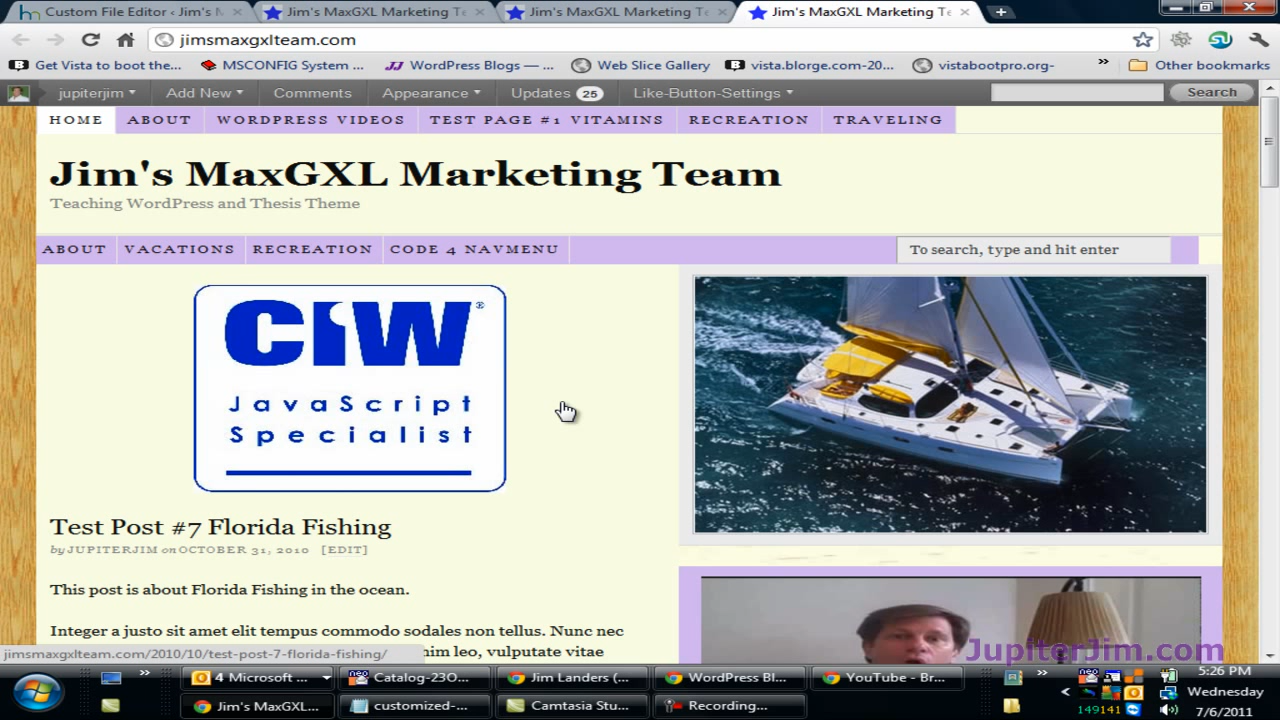 Custom File Editor ‹ Jim's M
Jim's MaxGXL Marketing Te
Jim's MaxGXL Marketing Te
Jim's MaxGXL Marketing Te
jimsmaxgxlteam.com
Get Vista to boot the...
MSCONFIG System ...
WordPress Blogs — ...
Web Slice Gallery
vista.blorge.com-20...
vistabootpro.org-
»
Other bookmarks
jupiterjim
Add New
Comments
Appearance
Updates 25
Like-Button-Settings
Search
HOME
ABOUT
WORDPRESS VIDEOS
TEST PAGE #1 VITAMINS
RECREATION
TRAVELING
Jim's MaxGXL Marketing Team
Teaching WordPress and Thesis Theme
ABOUT
VACATIONS
RECREATION
CODE 4 NAVMENU
To search, type and hit enter
CIW®
JavaScript
Specialist
Test Post #7 Florida Fishing
by JUPITERJIM on OCTOBER 31, 2010 [EDIT]
This post is about Florida Fishing in the ocean.
Integer a justo sit amet elit tempus commodo sodales non tellus. Nunc nec
leo, vulputate vitae
jimsmaxgxlteam.com/2010/10/test-post-7-florida-fishing/
JupiterJim.com
4 Microsoft ...
Catalog-23O...
Jim Landers (...
WordPress Bl...
YouTube - Br...
5:26 PM
Wednesday
Jim's MaxGXL...
customized-...
Camtasia Stu...
Recording...
149141
7/6/2011